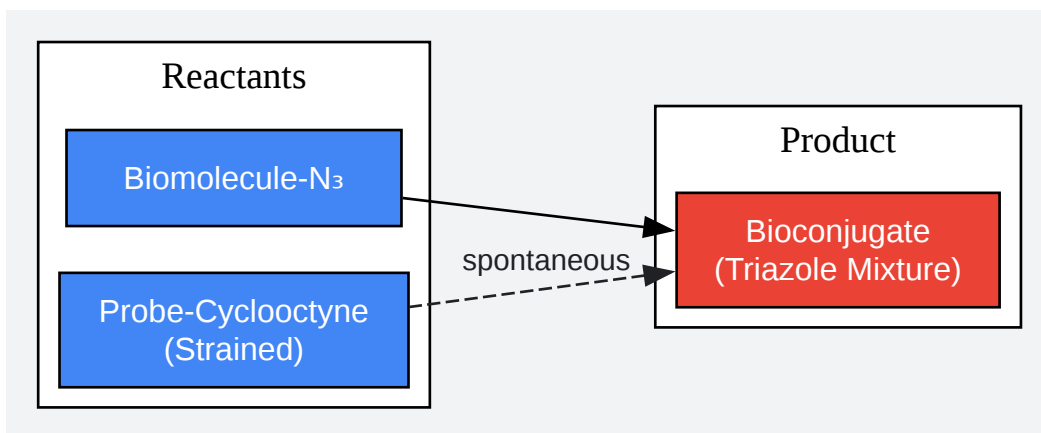 Reactants
Biomolecule-N₃
Probe-Cyclooctyne
(Strained)
spontaneous
Product
Bioconjugate
(Triazole Mixture)